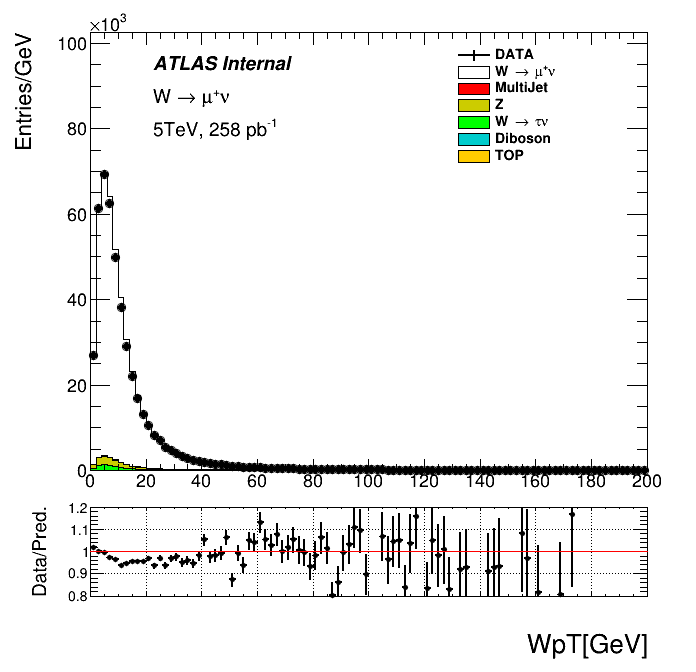 ×10³
Entries/GeV
100
80
60
40
20
0
ATLAS Internal
W → μ⁺ν
5TeV, 258 pb⁻¹
DATA
W → μ⁺ν
MultiJet
Z
W → τν
Diboson
TOP
0 20 40 60 80 100 120 140 160 180 200
Data/Pred.
1.2
1.1
1
0.9
0.8
WpT[GeV]